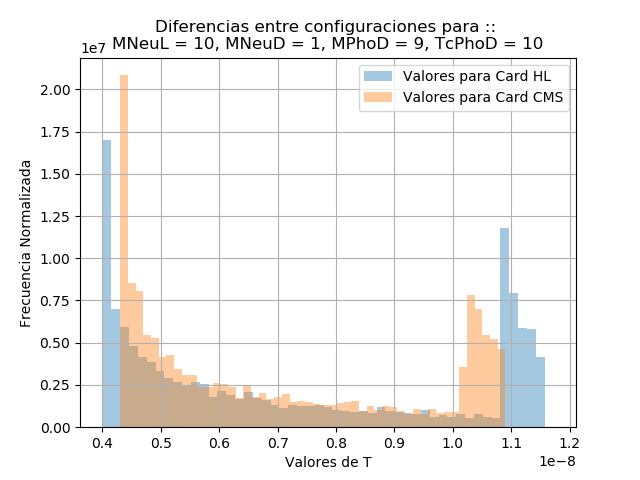 Diferencias entre configuraciones para ::
MNeuL = 10, MNeuD = 1, MPhoD = 9, TcPhoD = 10
1e7
Valores para Card HL
Valores para Card CMS
2.00
1.75
1.50
1.25
1.00
0.75
0.50
0.25
0.00
Frecuencia Normalizada
0.4 0.5 0.6 0.7 0.8 0.9 1.0 1.1 1.2
Valores de T
1e−8